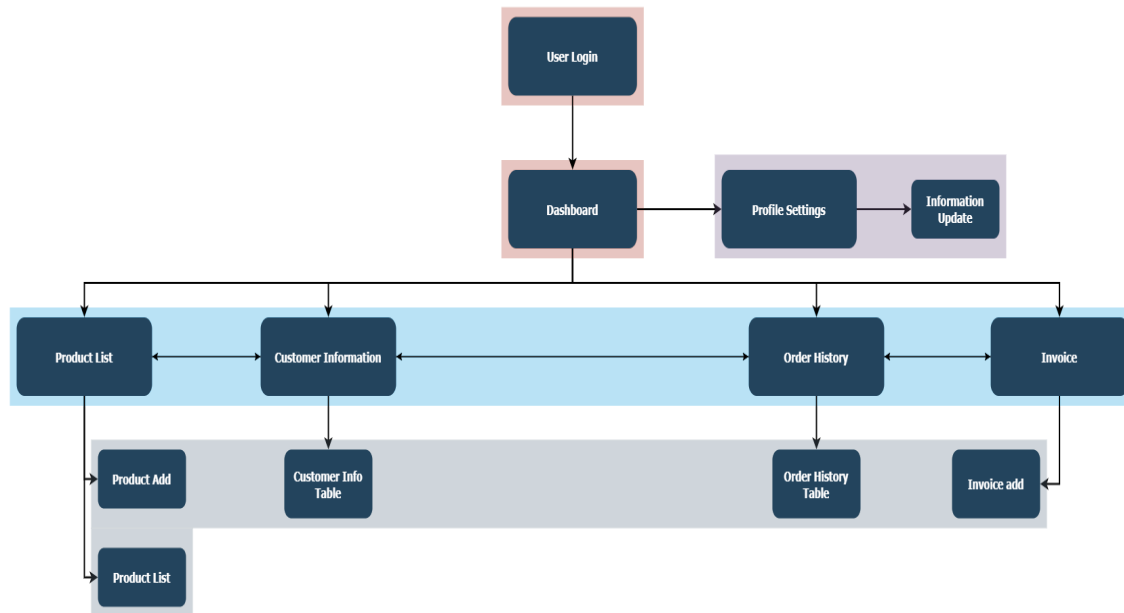 User Login
Dashboard
Profile Settings
Information
Update
Product List
Customer Information
Order History
Invoice
Product Add
Customer Info
Table
Order History
Table
Invoice add
Product List